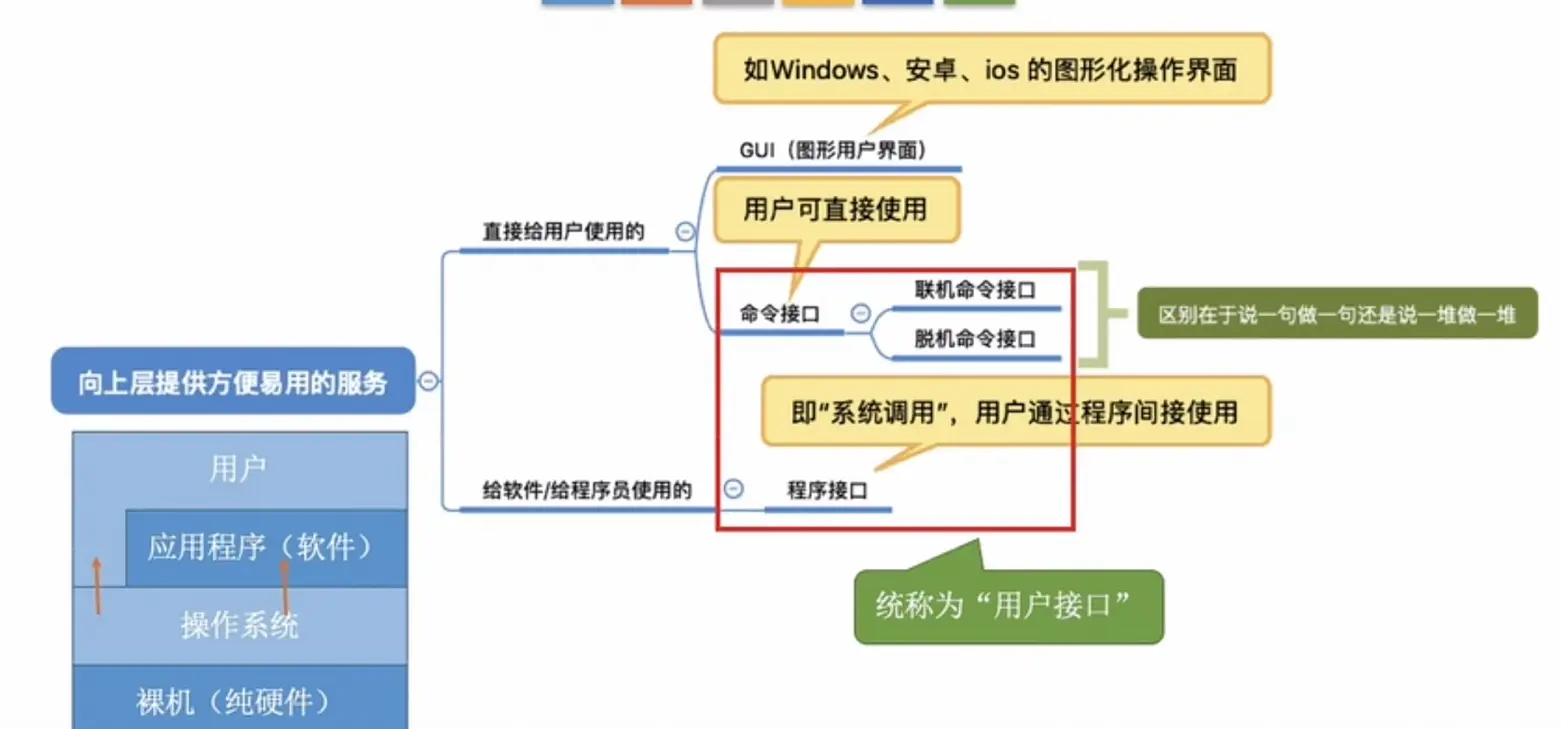 如Windows、安卓、ios 的图形化操作界面
GUI（图形用户界面）
用户可直接使用
直接给用户使用的
联机命令接口
命令接口
区别在于说一句做一句还是说一堆做一堆
脱机命令接口
向上层提供方便易用的服务
即“系统调用”，用户通过程序间接使用
给软件/给程序员使用的
程序接口
统称为“用户接口”
用户
应用程序（软件）
操作系统
裸机（纯硬件）